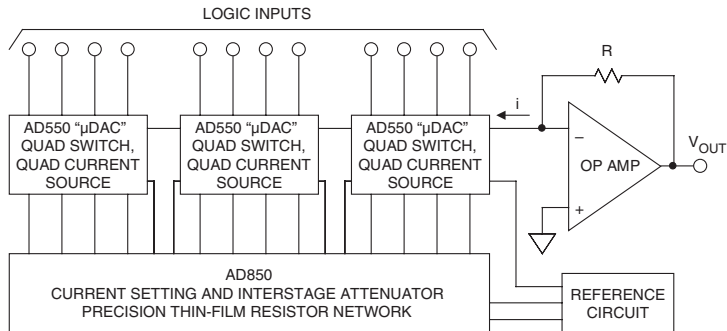 LOGIC INPUTS
AD550 “μDAC”
QUAD SWITCH,
QUAD CURRENT
SOURCE
AD550 “μDAC”
QUAD SWITCH,
QUAD CURRENT
SOURCE
AD550 “μDAC”
QUAD SWITCH,
QUAD CURRENT
SOURCE
i
R
–
+
OP AMP
VOUT
AD850
CURRENT SETTING AND INTERSTAGE ATTENUATOR
PRECISION THIN-FILM RESISTOR NETWORK
REFERENCE
CIRCUIT